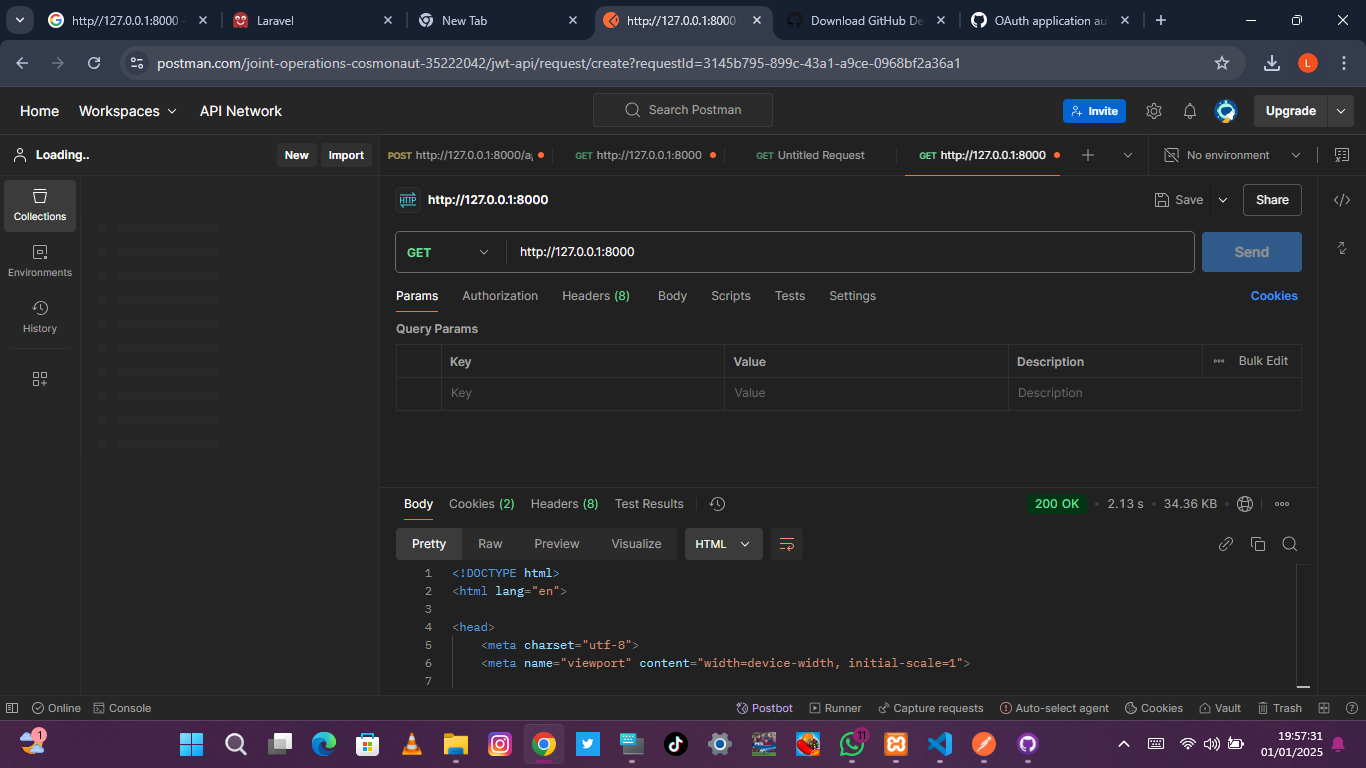 http//127.0.0.1:8000 -
Laravel
New Tab
http://127.0.0.1:8000
Download GitHub De
OAuth application au
postman.com/joint-operations-cosmonaut-35222042/jwt-api/request/create?requestId=3145b795-899c-43a1-a9ce-0968bf2a36a1
L
Home Workspaces API Network
Search Postman
Invite
Upgrade
Loading..
New Import
POST http://127.0.0.1:8000/a
GET http://127.0.0.1:8000
GET Untitled Request
GET http://127.0.0.1:8000
No environment
Collections
Environments
History
HTTP http://127.0.0.1:8000
Save
Share
GET http://127.0.0.1:8000
Send
Params Authorization Headers (8) Body Scripts Tests Settings
Cookies
Query Params
Key Value Description Bulk Edit
Key Value Description
Body Cookies (2) Headers (8) Test Results
200 OK 2.13 s 34.36 KB
Pretty Raw Preview Visualize HTML
1 <!DOCTYPE html>
2 <html lang="en">
3
4 <head>
5 <meta charset="utf-8">
6 <meta name="viewport" content="width=device-width, initial-scale=1">
7
Online Console
Postbot Runner Capture requests Auto-select agent Cookies Vault Trash
1
11
19:57:31
01/01/2025